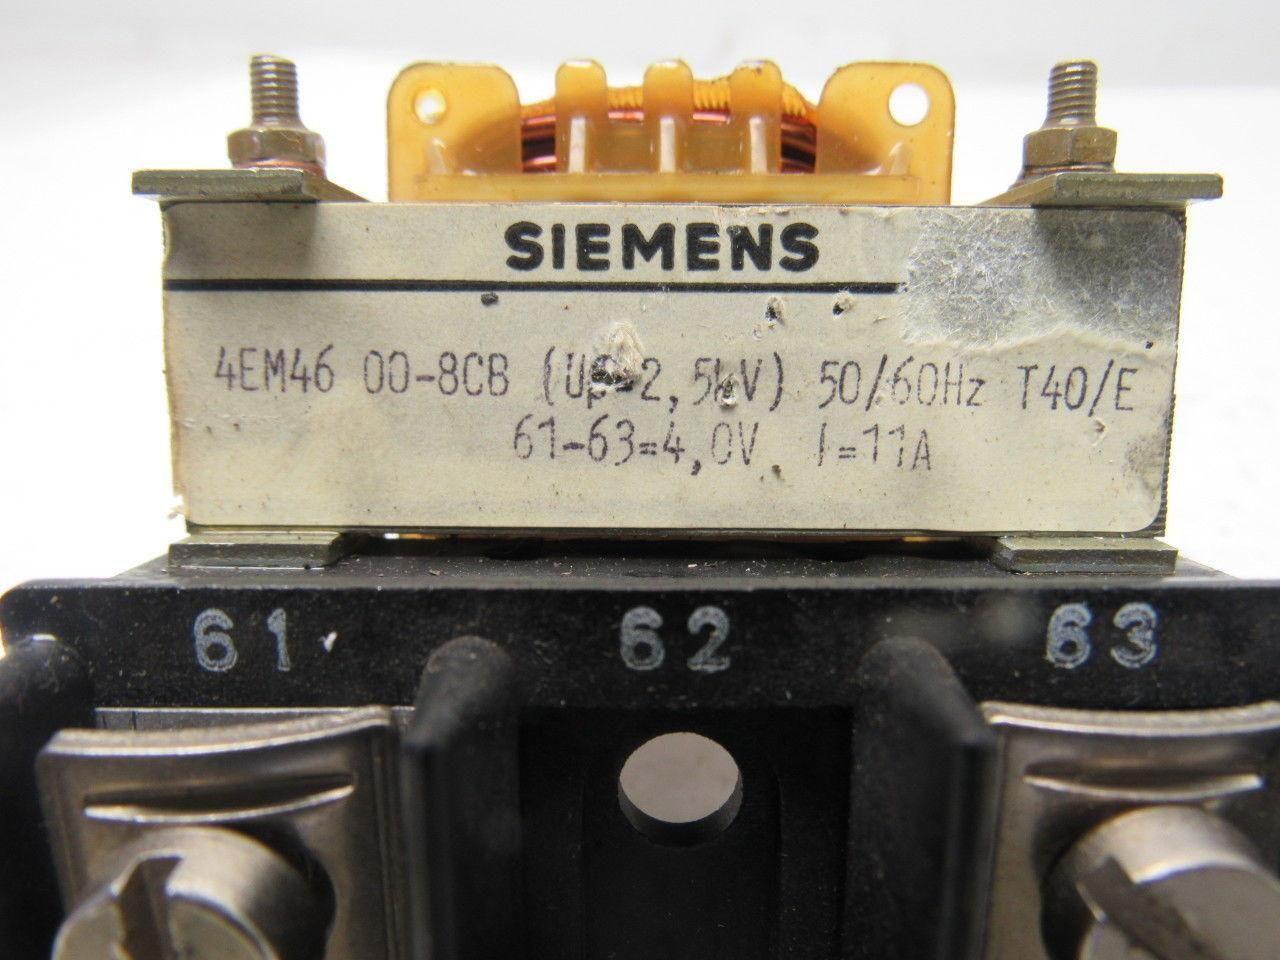 SIEMENS
4EM46 00-8CB (Up=2,5kV) 50/60Hz T40/E
61-63=4,0V I=11A
61 62 63